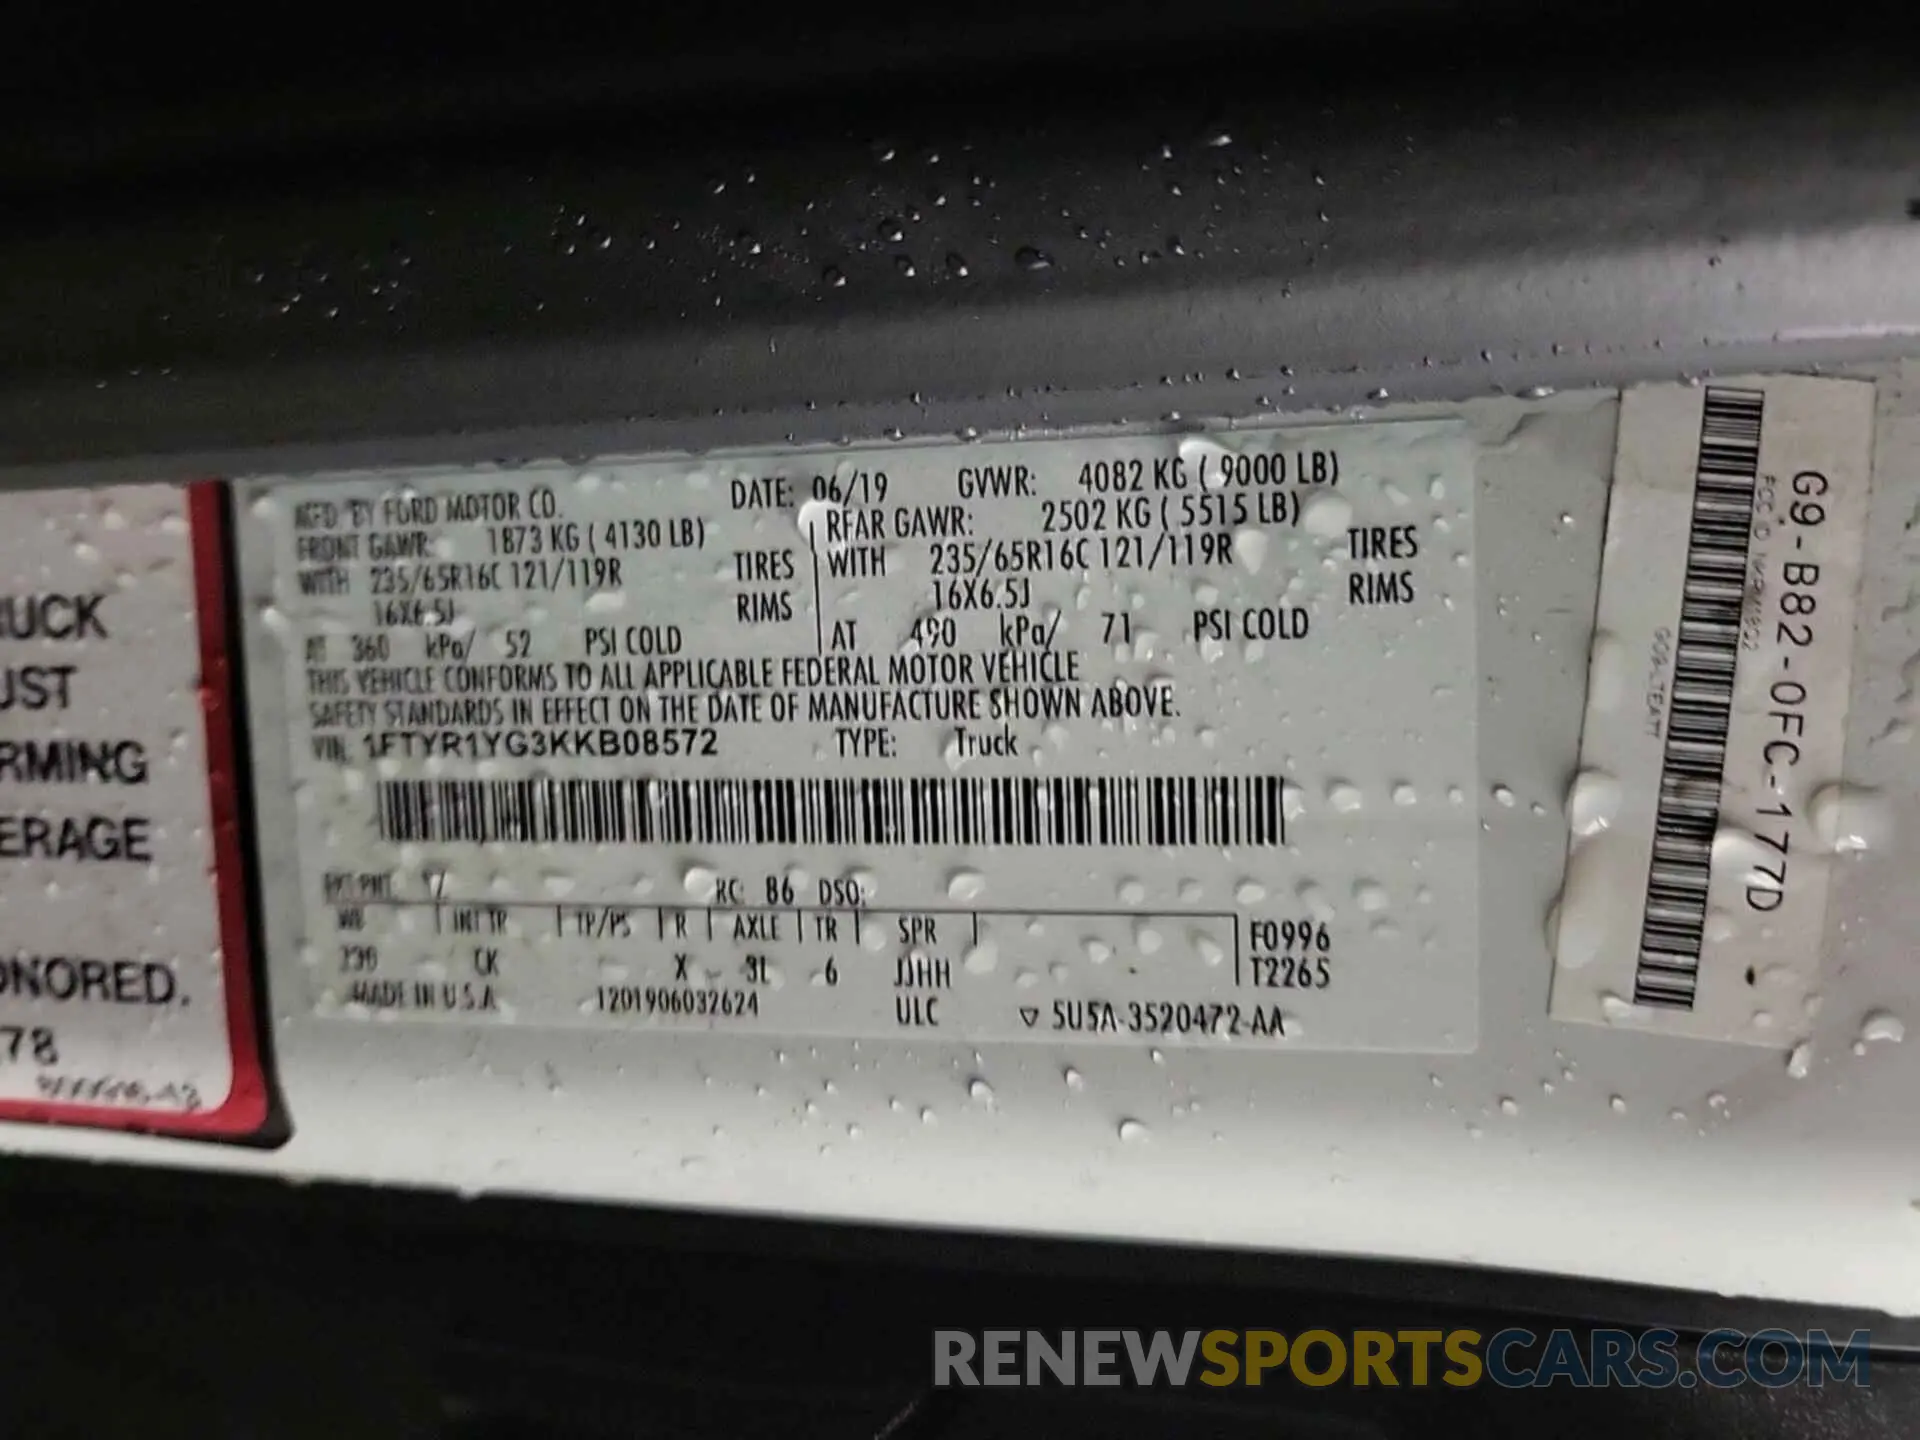 MFD BY FORD MOTOR CO. DATE: 06/19 GVWR: 4082 KG ( 9000 LB)
FRONT GAWR: 1873 KG ( 4130 LB) REAR GAWR: 2502 KG ( 5515 LB)
WITH 235/65R16C 121/119R TIRES WITH 235/65R16C 121/119R TIRES
16X6.5J RIMS 16X6.5J RIMS
AT 360 kPa/ 52 PSI COLD AT 490 kPa/ 71 PSI COLD
THIS VEHICLE CONFORMS TO ALL APPLICABLE FEDERAL MOTOR VEHICLE
SAFETY STANDARDS IN EFFECT ON THE DATE OF MANUFACTURE SHOWN ABOVE.
VIN: 1FTYR1YG3KKB08572 TYPE: Truck
EXT PNT: RC: 86 DSO:
WB INT TR TP/PS R AXLE TR SPR F0996
CK X 3L 6 JJHH T2265
MADE IN U.S.A. 1201906032624 ULC ▽ 5U5A-3520472-AA
UCK
UST
RMING
ERAGE
ONORED.
78
G9-B82-0FC-177D
RENEWSPORTSCARS.COM